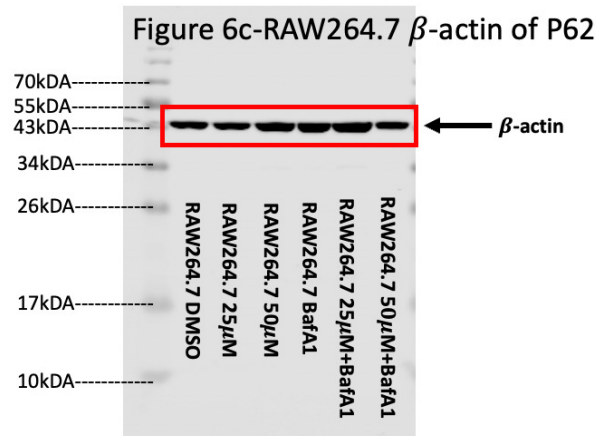 Figure 6c-RAW264.7 β-actin of P62
70kDA-------------
55kDA-------------
43kDA-------------
34kDA-------------
26kDA-------------
17kDA-------------
10kDA-------------
β-actin
RAW264.7 DMSO
RAW264.7 25μM
RAW264.7 50μM
RAW264.7 BafA1
RAW264.7 25μM+BafA1
RAW264.7 50μM+BafA1